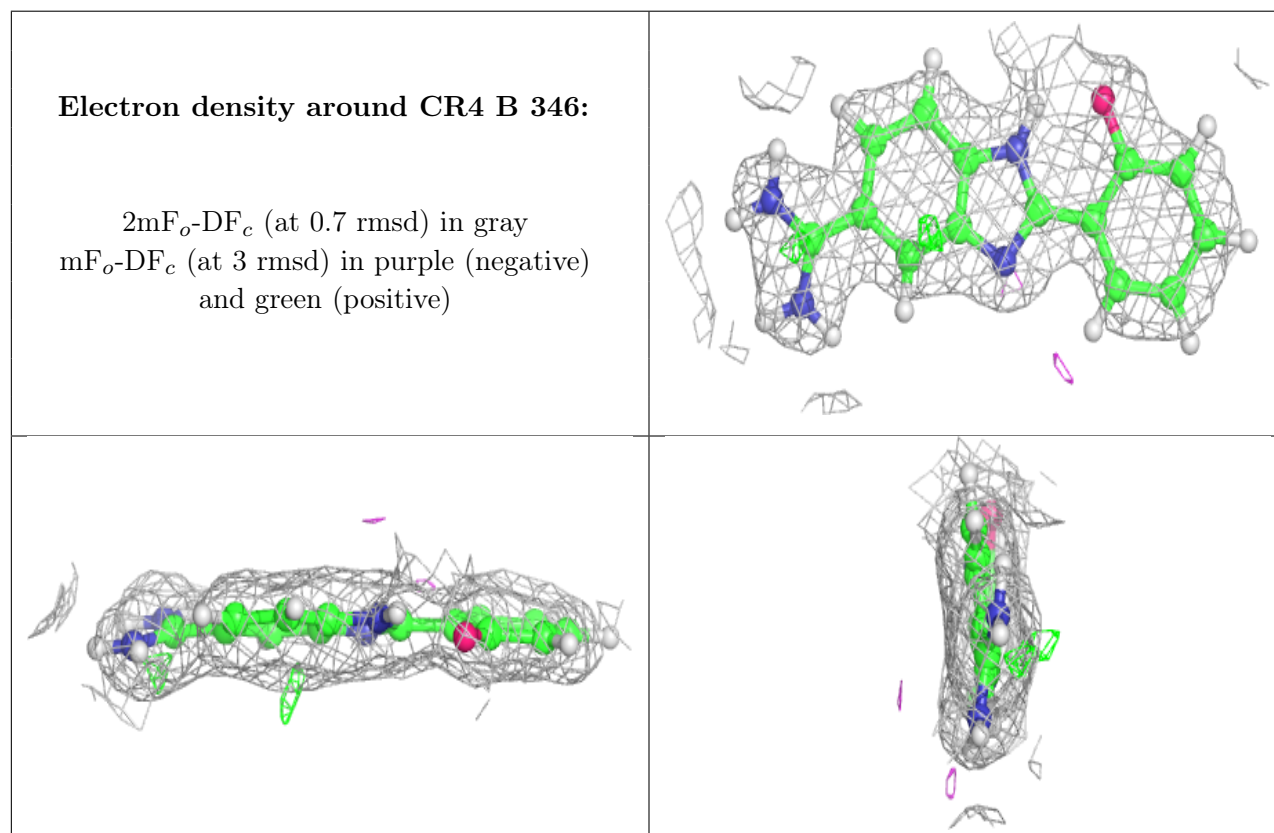 Electron density around CR4 B 346:
2mFₒ-DF𝑐 (at 0.7 rmsd) in gray
mFₒ-DF𝑐 (at 3 rmsd) in purple (negative)
and green (positive)